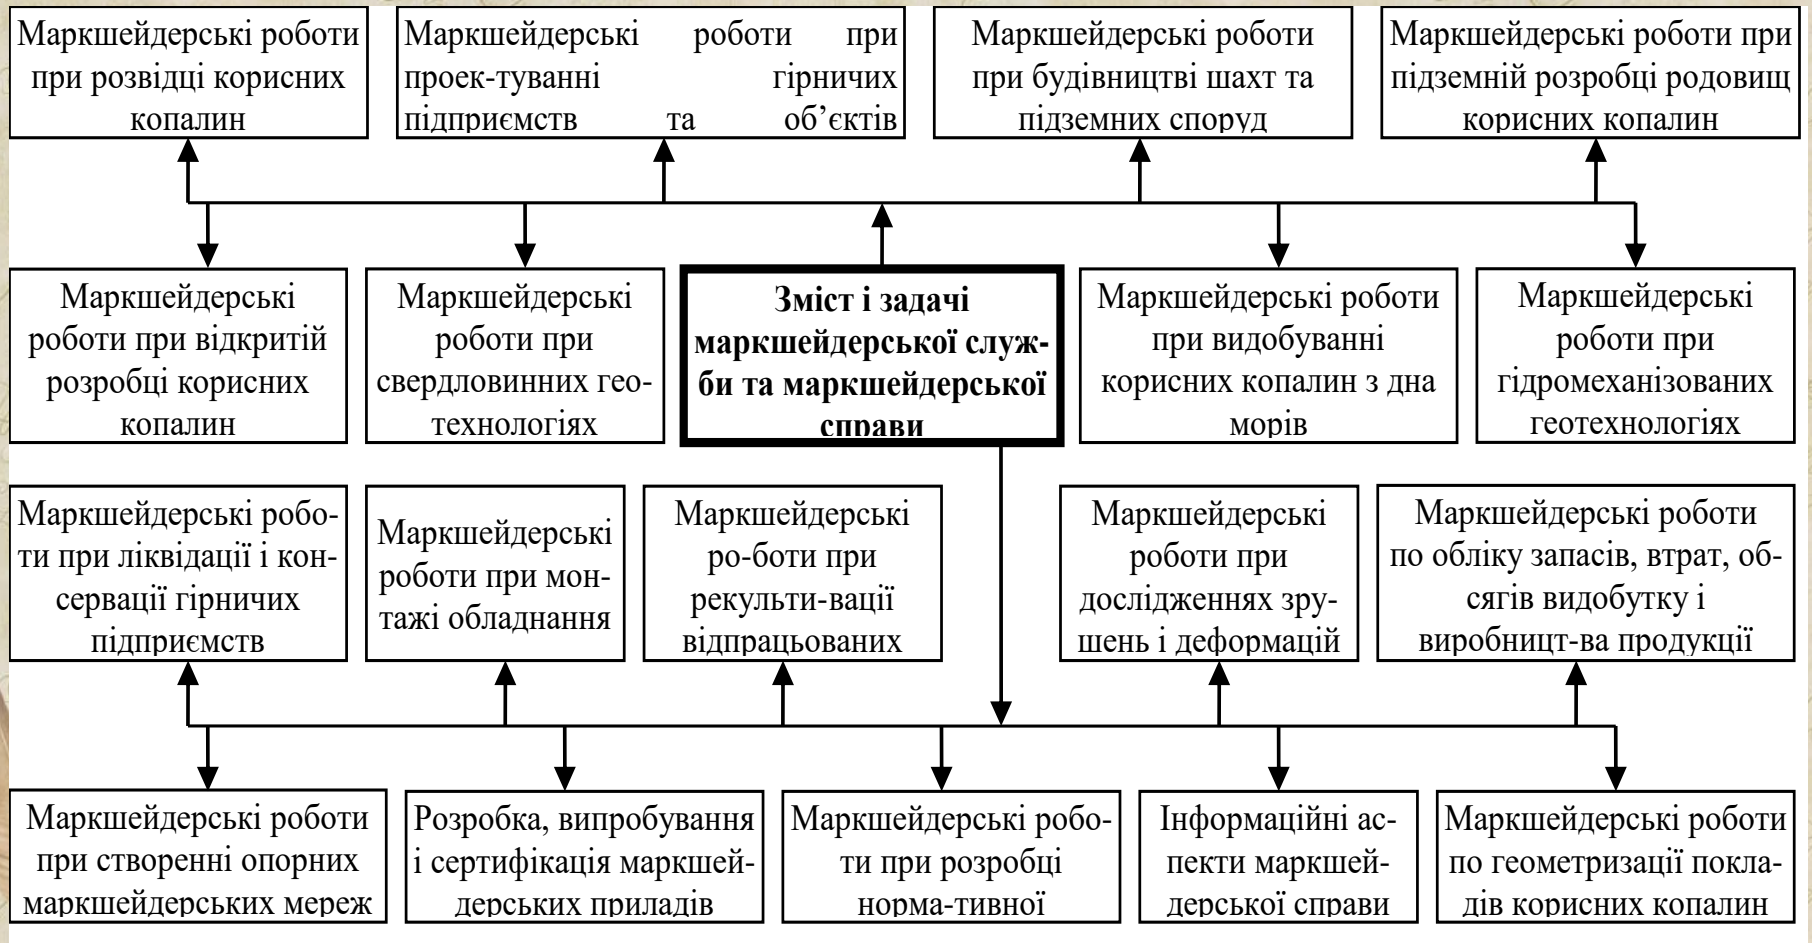 Маркшейдерські роботи
при розвідці корисних
копалин
Маркшейдерські роботи при
проек-туванні гірничих
підприємств та об’єктів
Маркшейдерські роботи
при будівництві шахт та
підземних споруд
Маркшейдерські роботи при
підземній розробці родовищ
корисних копалин
Маркшейдерські
роботи при відкритій
розробці корисних
копалин
Маркшейдерські
роботи при
свердловинних гео-
технологіях
Зміст і задачі
маркшейдерської служ-
би та маркшейдерської
справи
Маркшейдерські роботи
при видобуванні
корисних копалин з дна
морів
Маркшейдерські
роботи при
гідромеханізованих
геотехнологіях
Маркшейдерські робо-
ти при ліквідації і кон-
сервації гірничих
підприємств
Маркшейдерські
роботи при мон-
тажі обладнання
Маркшейдерські
ро-боти при
рекульти-вації
відпрацьованих
Маркшейдерські
роботи при
дослідженнях зру-
шень і деформацій
Маркшейдерські роботи
по обліку запасів, втрат, об-
сягів видобутку і
виробницт-ва продукції
Маркшейдерські роботи
при створенні опорних
маркшейдерських мереж
Розробка, випробування
і сертифікація маркшей-
дерських приладів
Маркшейдерські робо-
ти при розробці
норма-тивної
Інформаційні ас-
пекти маркшей-
дерської справи
Маркшейдерські роботи
по геометризації покла-
дів корисних копалин